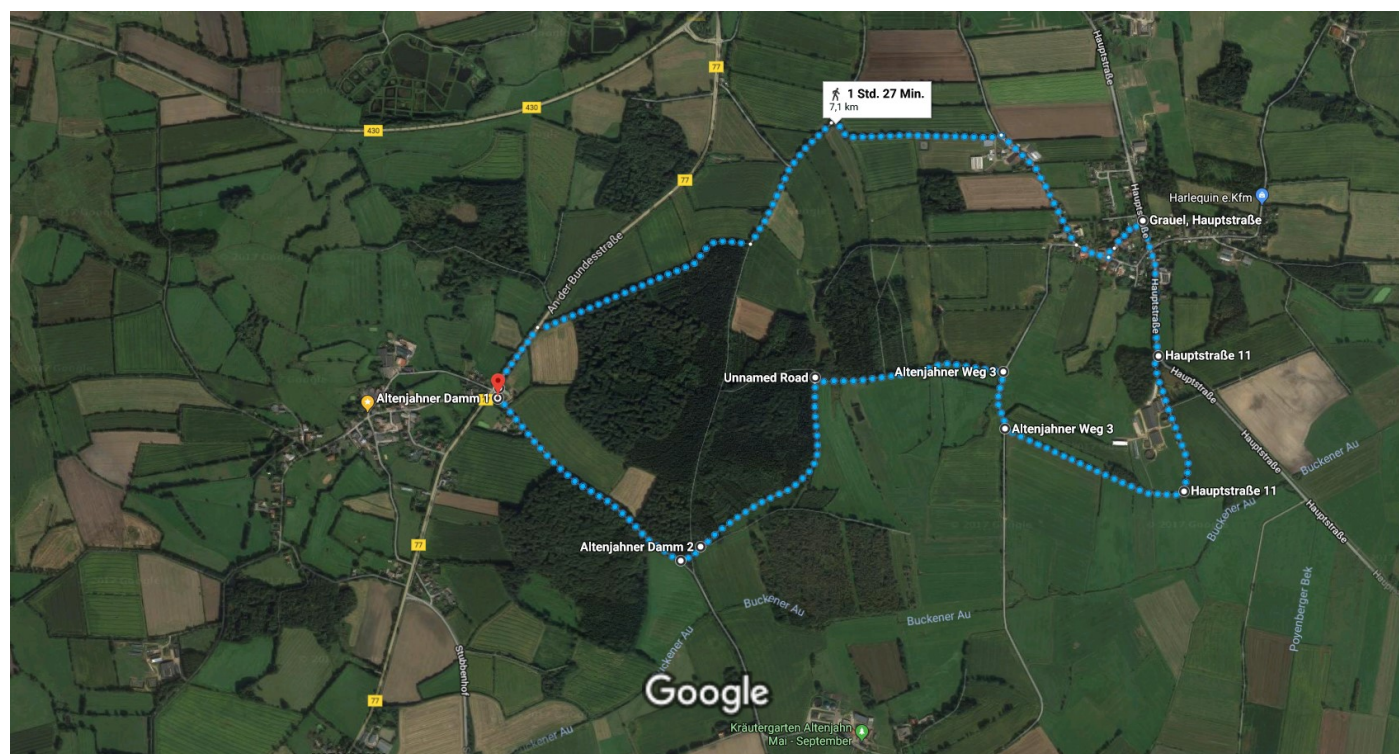 Hauptstraße
77
1 Std. 27 Min.
7,1 km
430
430
77
Harlequin e.Kfm
Hauptstraße
Grauel, Hauptstraße
An der Bundesstraße
Hauptstraße
Hauptstraße 11
Unnamed Road
Altenjahner Weg 3
Hauptstraße
Altenjahner Damm 1
Altenjahner Weg 3
Hauptstraße
Buckener Au
Hauptstraße 11
Buckener Au
Hauptstraße
77
Altenjahner Damm 2
Buckener Au
Buckener Au
Poyenberger Bek
Stubbenhof
Google
77
Kräutergarten Altenjahn
Mai - September
Buckener Au